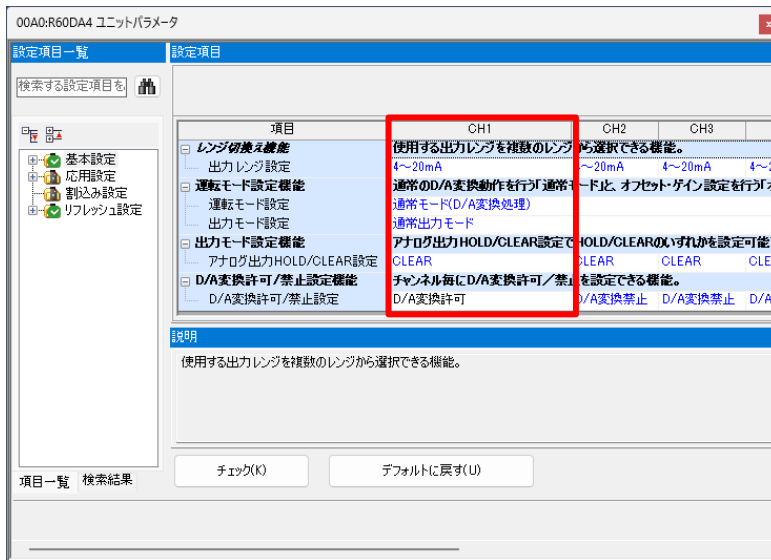 00A0:R60DA4 ユニットパラメータ
設定項目一覧
設定項目
検索する設定項目を
項目 CH1 CH2 CH3
レンジ切換え機能 使用する出力レンジを複数のレンジから選択できる機能。
出力レンジ設定 4～20mA 4～20mA 4～20mA 4～2
運転モード設定機能 通常のD/A変換動作を行う「通常モード」と、オフセット・ゲイン設定を行う「オ
運転モード設定 通常モード(D/A変換処理)
出力モード設定 通常出力モード
出力モード設定機能 アナログ出力HOLD/CLEAR設定でHOLD/CLEARのいずれかを設定可能
アナログ出力HOLD/CLEAR設定 CLEAR CLEAR CLEAR CLE
D/A変換許可/禁止設定機能 チャンネル毎にD/A変換許可／禁止を設定できる機能。
D/A変換許可/禁止設定 D/A変換許可 D/A変換禁止 D/A変換禁止 D/A
基本設定
応用設定
割込み設定
リフレッシュ設定
説明
使用する出力レンジを複数のレンジから選択できる機能。
チェック(K)
デフォルトに戻す(U)
項目一覧 検索結果